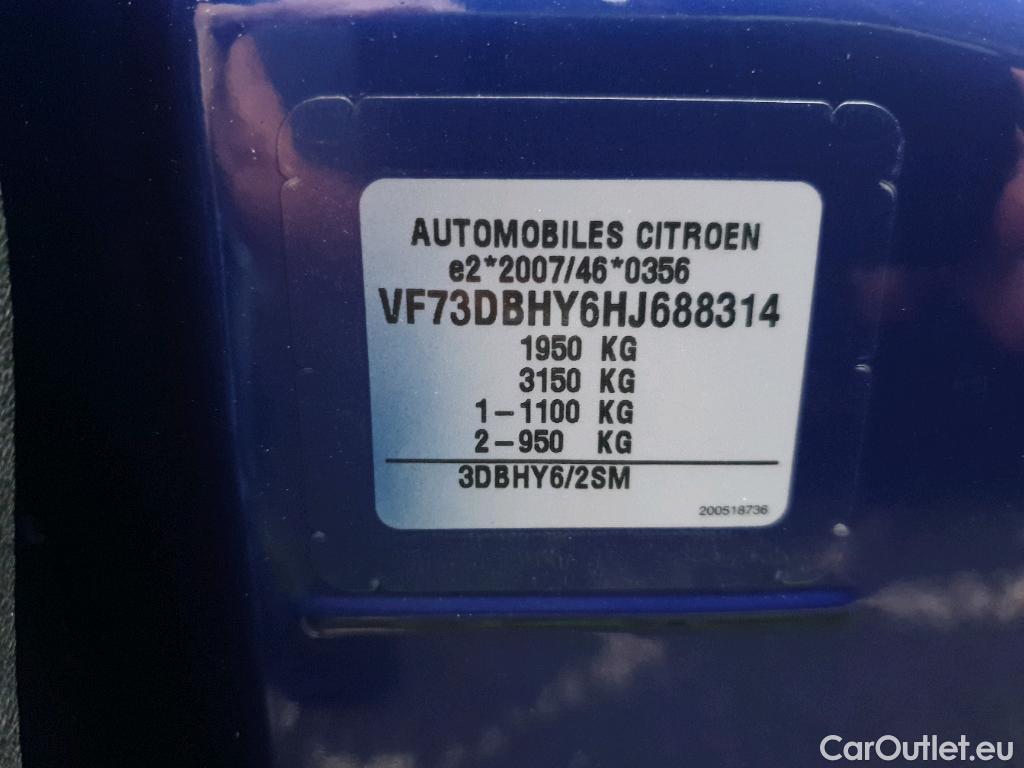 AUTOMOBILES CITROEN
e2*2007/46*0356
VF73DBHY6HJ688314
1950 KG
3150 KG
1-1100 KG
2-950 KG
3DBHY6/2SM
200518736
CarOutlet.eu